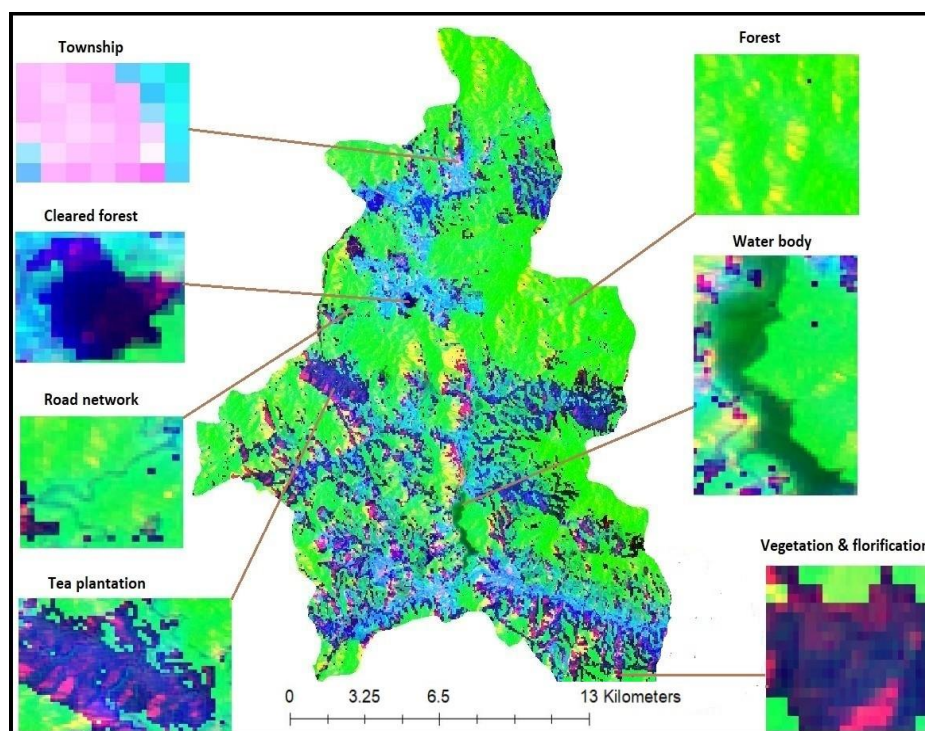 Township
Forest
Cleared forest
Water body
Road network
Tea plantation
Vegetation & florification
0 3.25 6.5 13 Kilometers